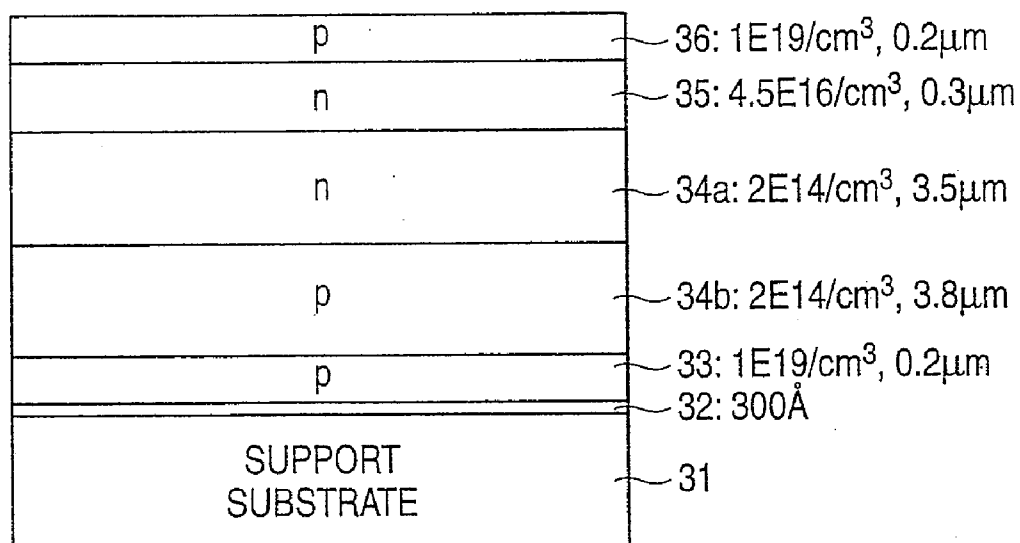 p
36: 1E19/cm³, 0.2μm
n
35: 4.5E16/cm³, 0.3μm
n
34a: 2E14/cm³, 3.5μm
p
34b: 2E14/cm³, 3.8μm
p
33: 1E19/cm³, 0.2μm
32: 300Å
SUPPORT
SUBSTRATE
31